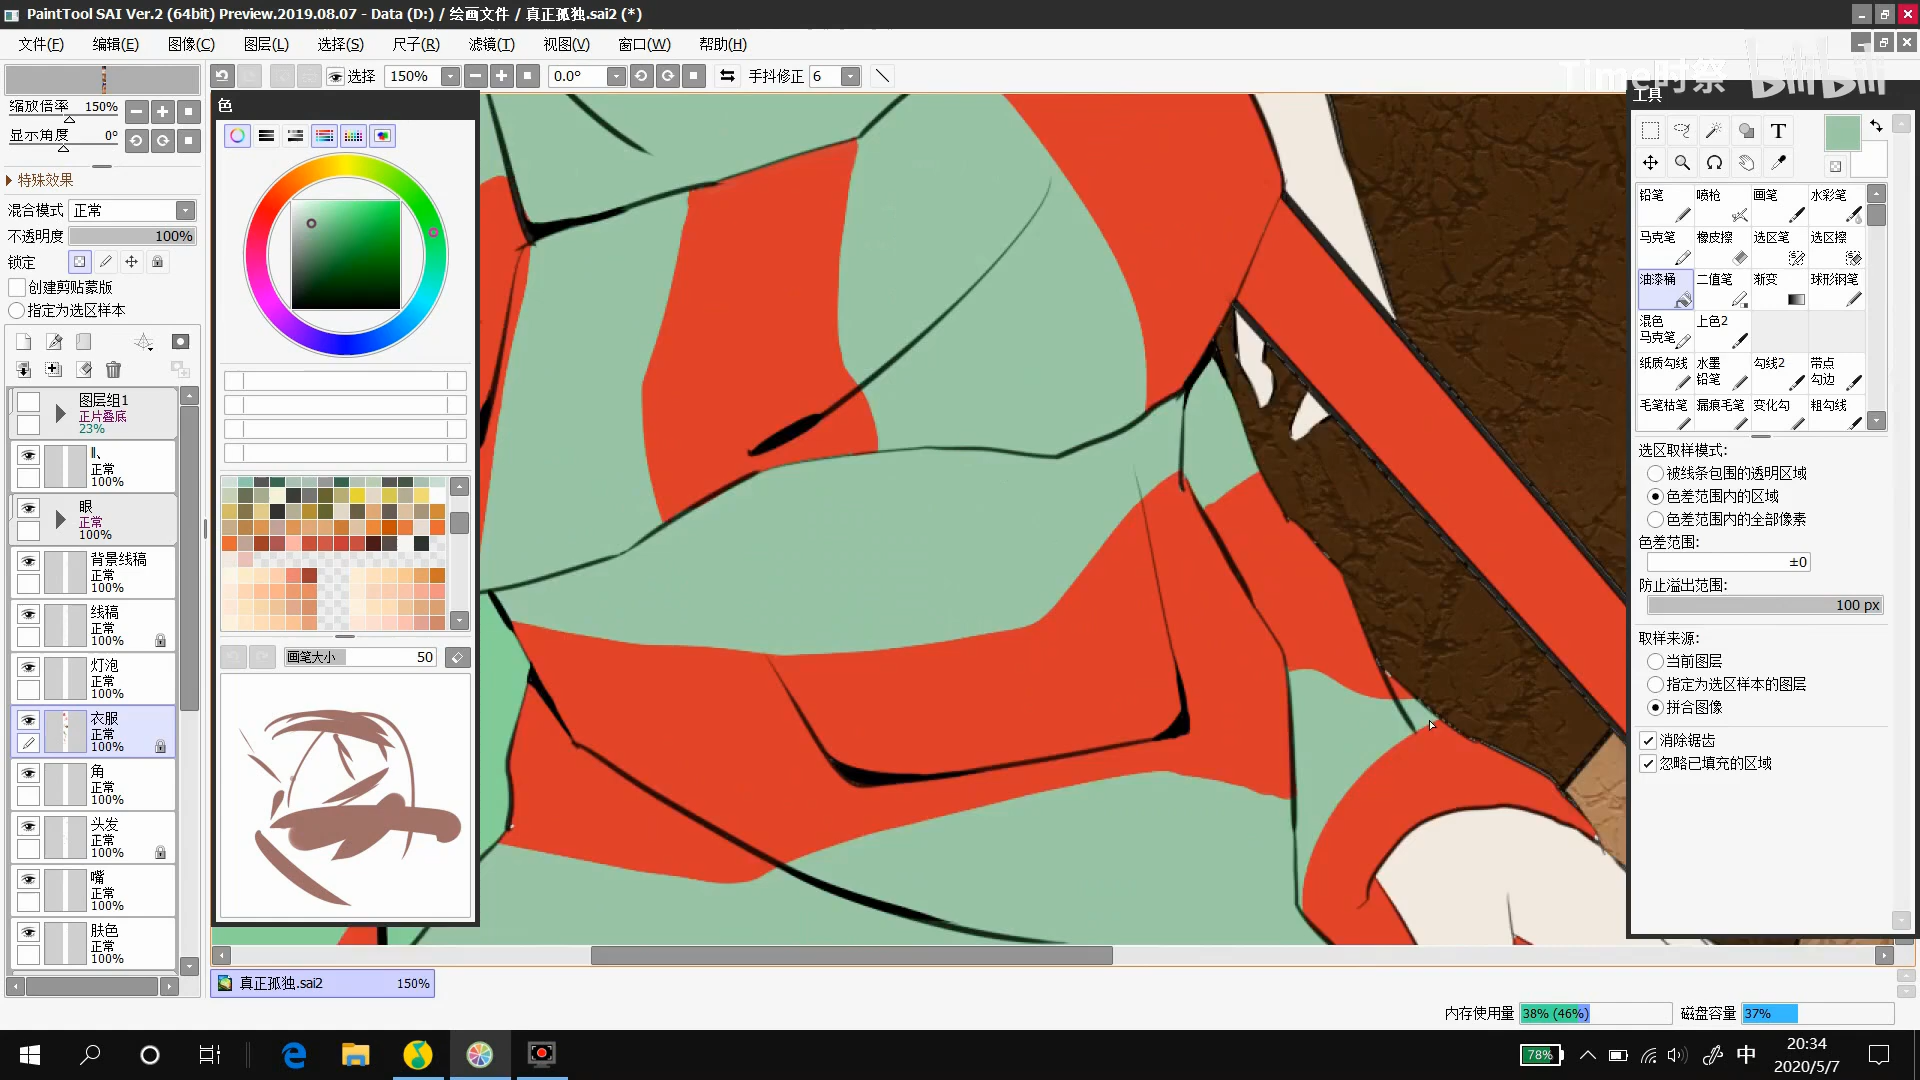 PaintTool SAI Ver.2 (64bit) Preview.2019.08.07 - Data (D:) / 绘画文件 / 真正孤独.sai2 (*)
文件(F) 编辑(E) 图像(C) 图层(L) 选择(S) 尺子(R) 滤镜(T) 视图(V) 窗口(W) 帮助(H)
选择 150% 0.0° 手抖修正 6
Time时祭 bilibili
缩放倍率 150%
显示角度 0°
特殊效果
混合模式 正常
不透明度 100%
锁定
创建剪贴蒙版
指定为选区样本
图层组1
正片叠底
23%
Ⅱ、
正常
100%
眼
正常
100%
背景线稿
正常
100%
线稿
正常
100%
灯泡
正常
100%
衣服
正常
100%
角
正常
100%
头发
正常
100%
嘴
正常
100%
肤色
正常
100%
色
画笔大小 50
工具
T
铅笔 喷枪 画笔 水彩笔
马克笔 橡皮擦 选区笔 选区擦
油漆桶 二值笔 渐变 球形钢笔
混色 上色2
马克笔
纸质勾线 水墨 勾线2 带点
铅笔 勾边
毛笔枯笔 漏痕毛笔 变化勾 粗勾线
选区取样模式:
被线条包围的透明区域
色差范围内的区域
色差范围内的全部像素
色差范围:
±0
防止溢出范围:
100 px
取样来源:
当前图层
指定为选区样本的图层
拼合图像
消除锯齿
忽略已填充的区域
真正孤独.sai2 150%
内存使用量 38% (46%) 磁盘容量 37%
78% 中 20:34
2020/5/7